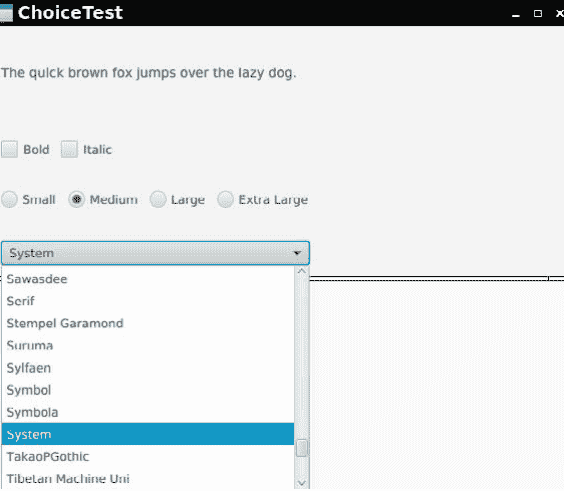 ChoiceTest
The quick brown fox jumps over the lazy dog.
Bold Italic
Small Medium Large Extra Large
System
Sawasdee
Serif
Stempel Garamond
Suruma
Sylfaen
Symbol
Symbola
System
TakaoPGothic
Tibetan Machine Uni